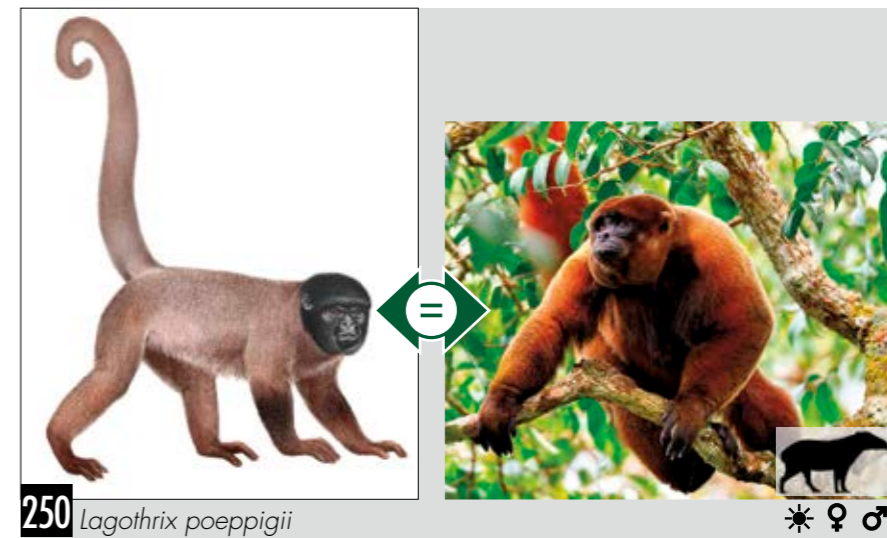 =
250 Lagothrix poeppigii
☀ ♀ ♂